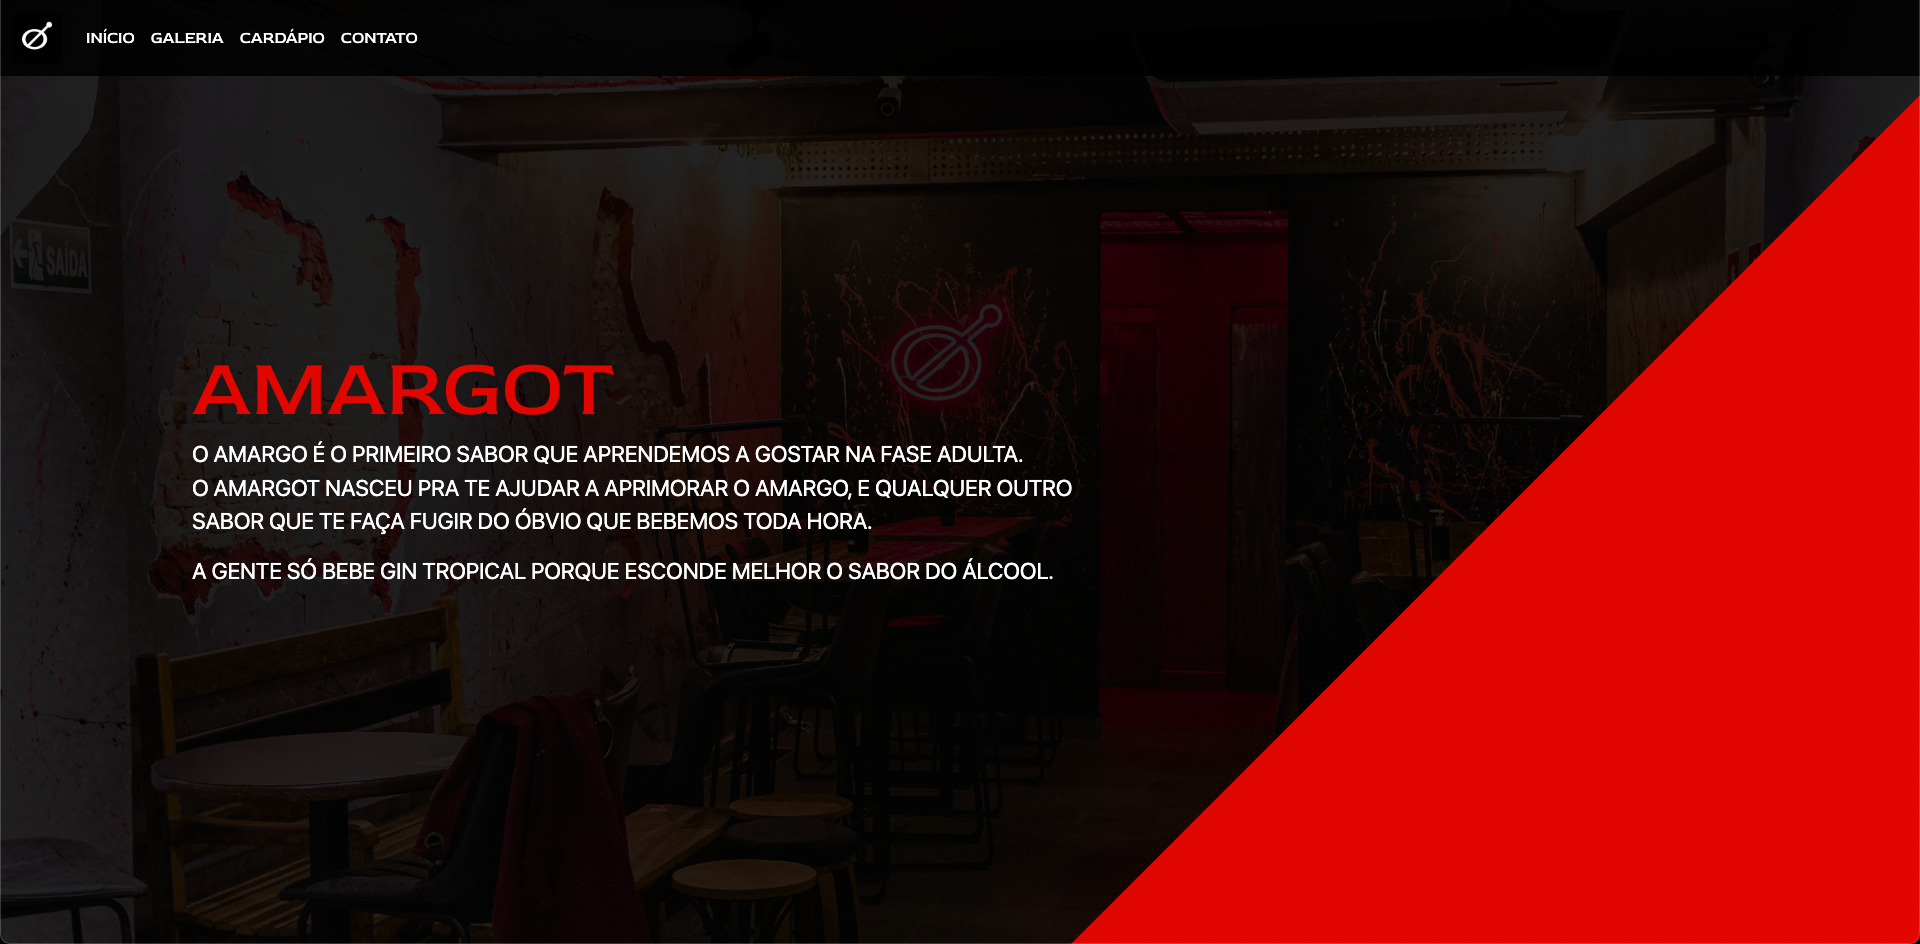 INÍCIO GALERIA CARDÁPIO CONTATO
SAÍDA
AMARGOT
O AMARGO É O PRIMEIRO SABOR QUE APRENDEMOS A GOSTAR NA FASE ADULTA.
O AMARGOT NASCEU PRA TE AJUDAR A APRIMORAR O AMARGO, E QUALQUER OUTRO
SABOR QUE TE FAÇA FUGIR DO ÓBVIO QUE BEBEMOS TODA HORA.
A GENTE SÓ BEBE GIN TROPICAL PORQUE ESCONDE MELHOR O SABOR DO ÁLCOOL.